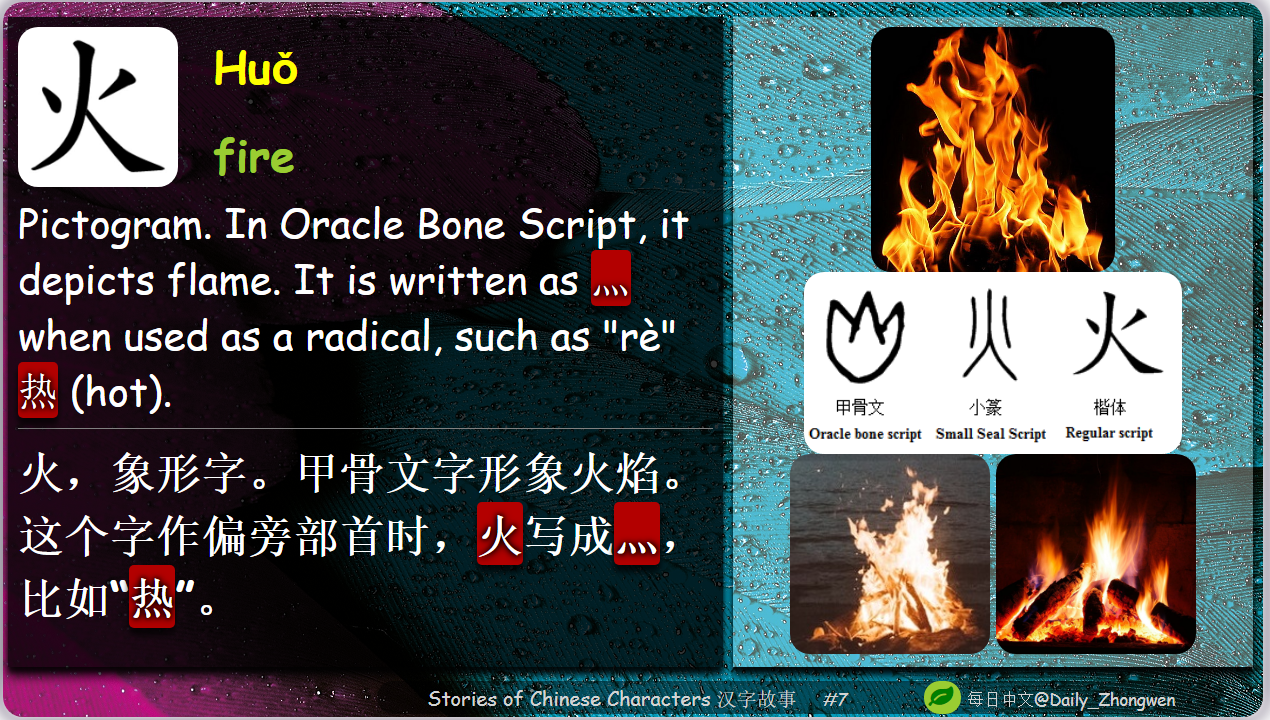 火
Huǒ
fire
Pictogram. In Oracle Bone Script, it
depicts flame. It is written as 灬
when used as a radical, such as "rè"
热 (hot).
火，象形字。甲骨文字形象火焰。
这个字作偏旁部首时，火写成灬，
比如“热”。
火
甲骨文 小篆 楷体
Oracle bone script Small Seal Script Regular script
Stories of Chinese Characters 汉字故事 #7
每日中文@Daily_Zhongwen